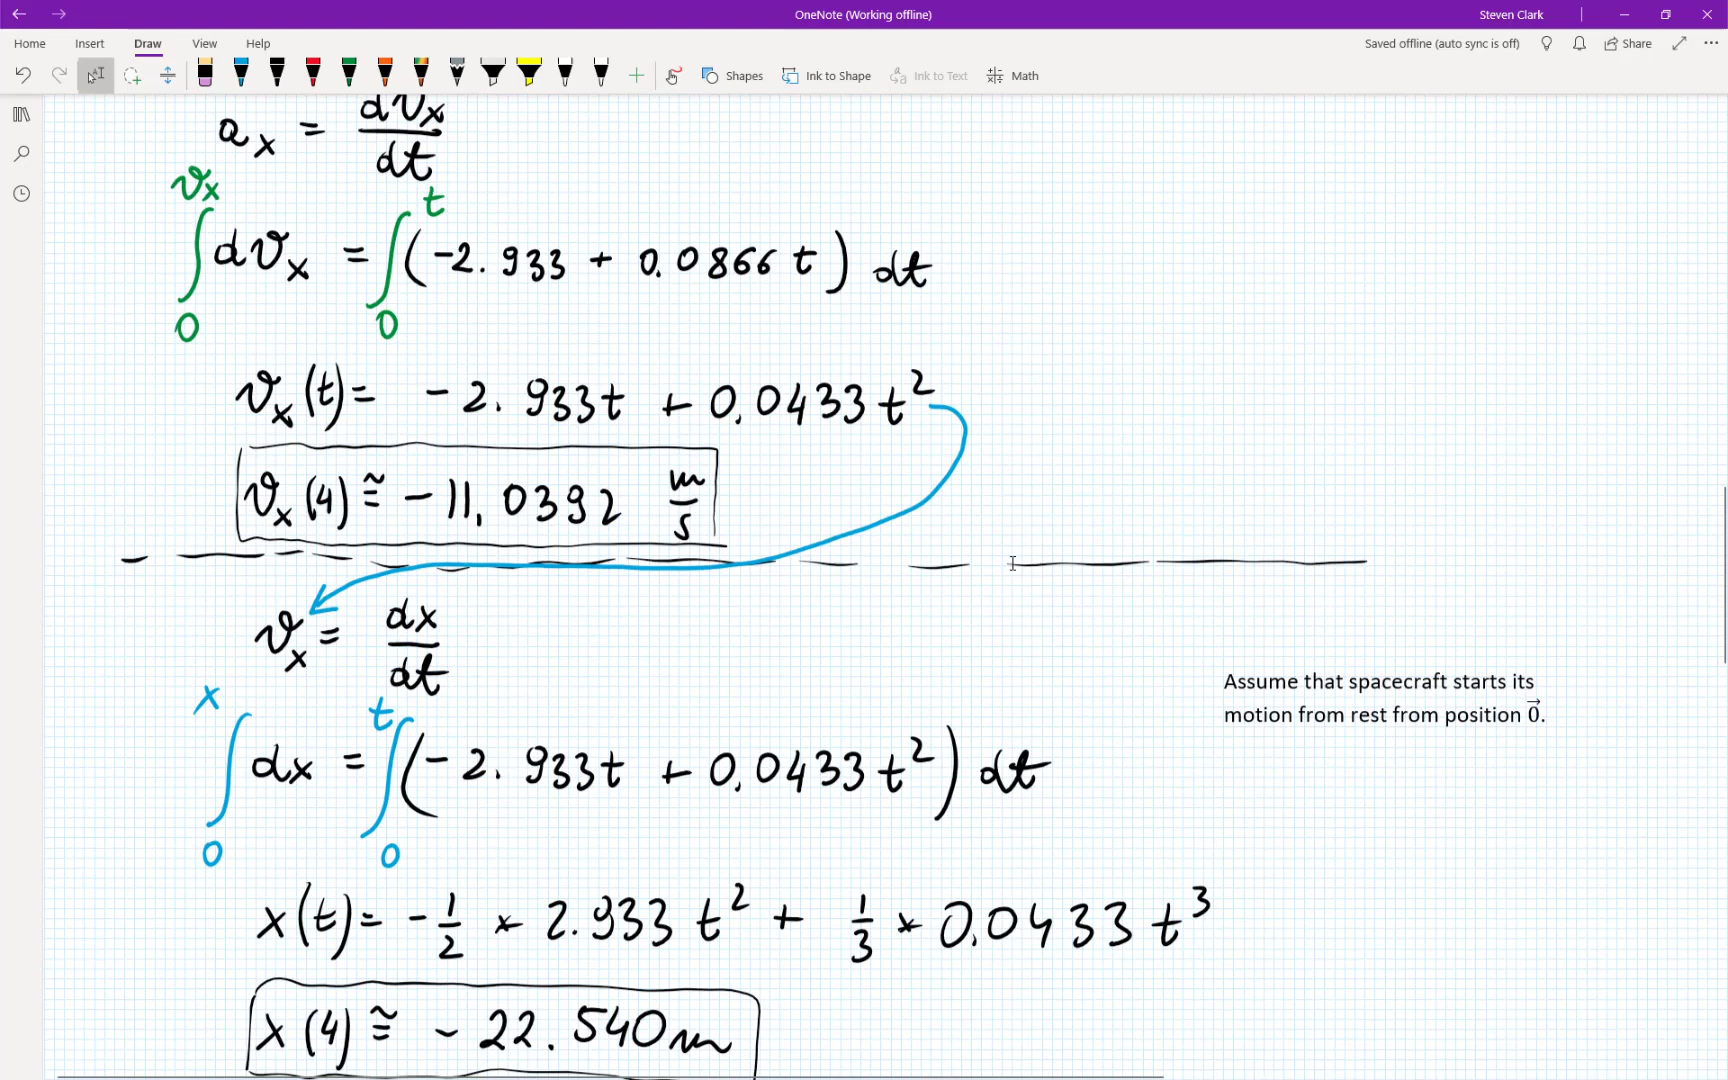 OneNote (Working offline)
Steven Clark
Home Insert Draw View Help
Saved offline (auto sync is off)
Share
Shapes
Ink to Shape
Ink to Text
Math
aₓ = dvₓ/dt
∫₀^vₓ dvₓ = ∫₀^t (-2.933 + 0.0866 t) dt
vₓ(t) = -2.933t + 0.0433t²
vₓ(4) ≅ -11,0392 m/s
vₓ = dx/dt
Assume that spacecraft starts its
motion from rest from position 0⃗.
∫₀^x dx = ∫₀^t (-2.933t + 0.0433t²) dt
x(t) = -1/2 * 2.933 t² + 1/3 * 0.0433 t³
x(4) ≅ -22.540m